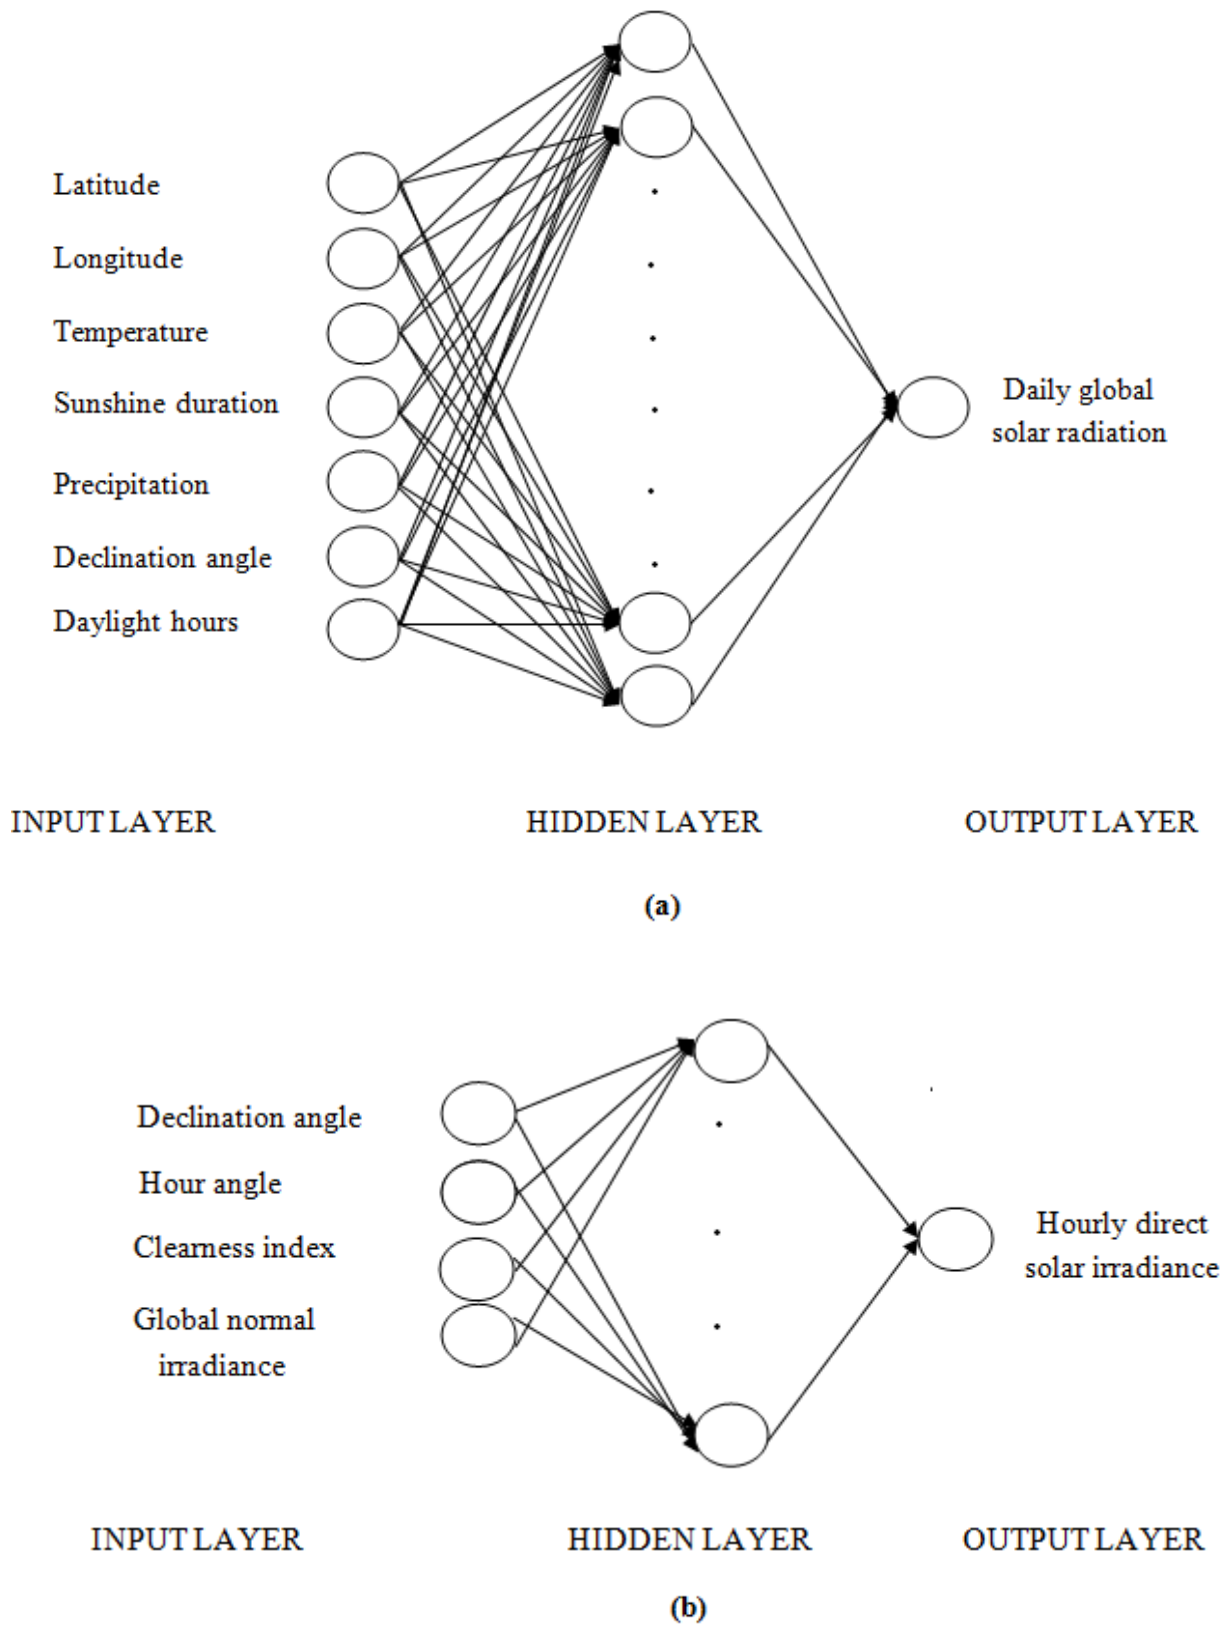 Latitude
Longitude
Temperature
Sunshine duration
Precipitation
Declination angle
Daylight hours
Daily global
solar radiation
INPUT LAYER
HIDDEN LAYER
OUTPUT LAYER
(a)
Declination angle
Hour angle
Clearness index
Global normal
irradiance
Hourly direct
solar irradiance
INPUT LAYER
HIDDEN LAYER
OUTPUT LAYER
(b)